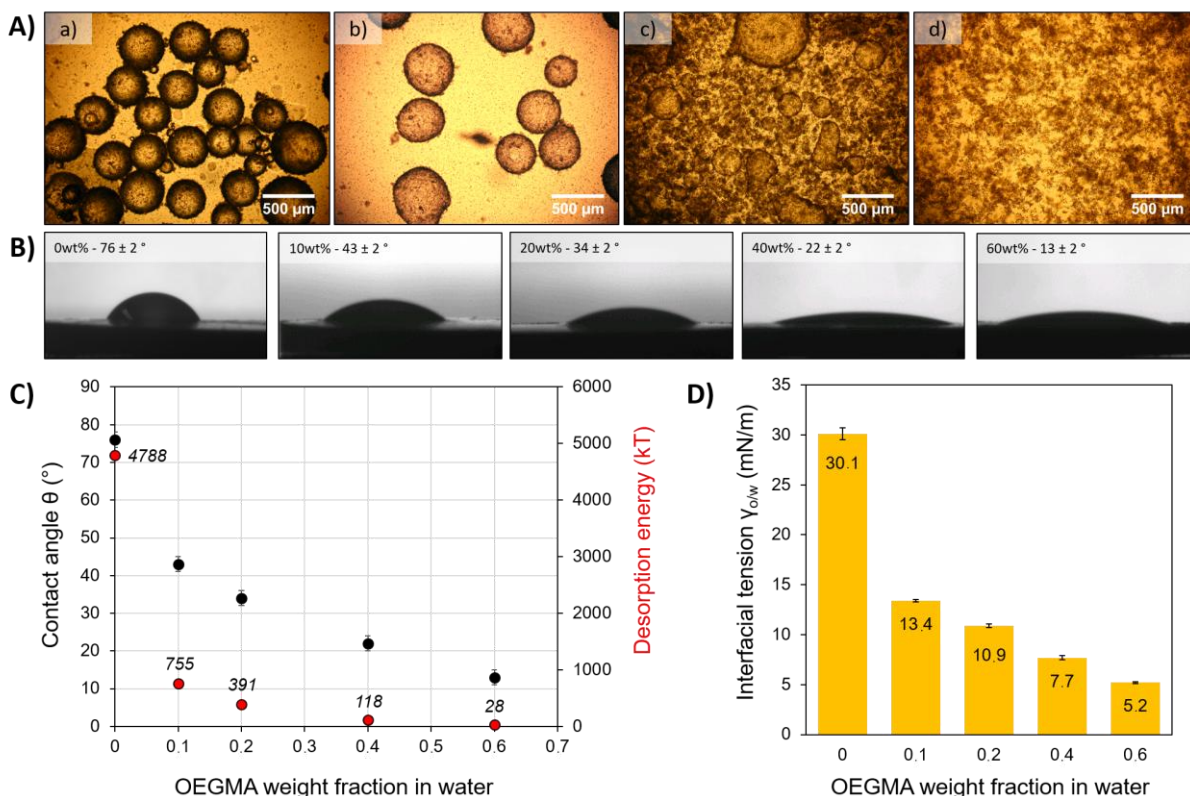 A)
a)
500 µm
b)
500 µm
c)
500 µm
d)
500 µm
B)
0wt% - 76 ± 2 °
10wt% - 43 ± 2 °
20wt% - 34 ± 2 °
40wt% - 22 ± 2 °
60wt% - 13 ± 2 °
C)
Contact angle θ (°)
90
80
70
60
50
40
30
20
10
0
4788
755
391
118
28
6000
5000
4000
3000
2000
1000
0
Desorption energy (kT)
0 0.1 0.2 0.3 0.4 0.5 0.6 0.7
OEGMA weight fraction in water
D)
Interfacial tension γo/w (mN/m)
35
30
25
20
15
10
5
0
30.1
13.4
10.9
7.7
5.2
0 0.1 0.2 0.4 0.6
OEGMA weight fraction in water